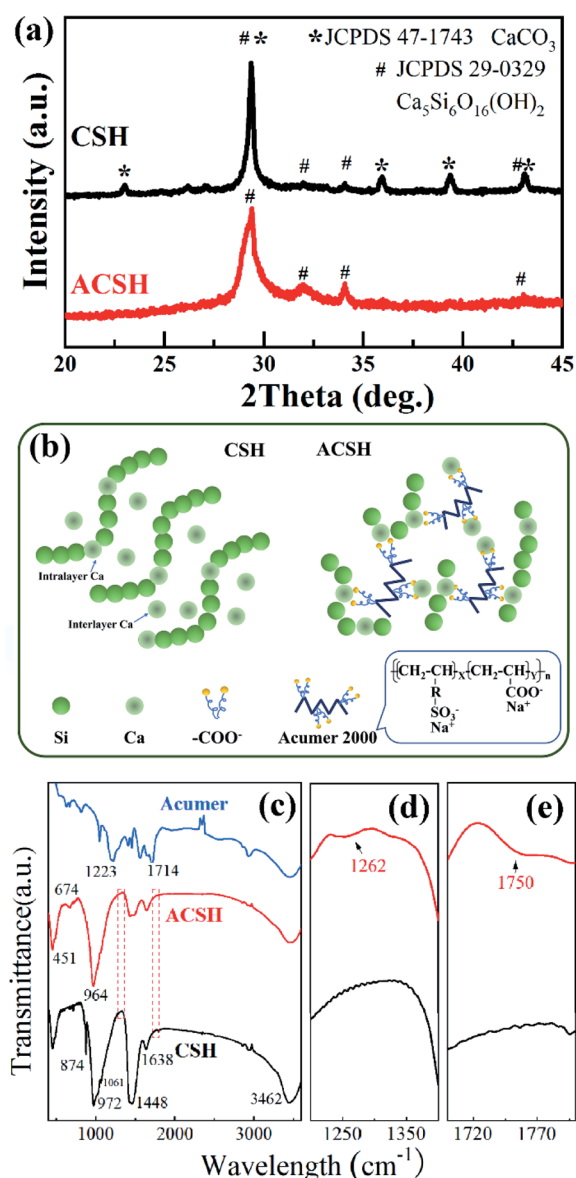 (a)
# * *JCPDS 47-1743 CaCO3
# JCPDS 29-0329
Ca5Si6O16(OH)2
CSH
* # # * * # *
#
ACSH
# # #
Intensity (a.u.)
20 25 30 35 40 45
2Theta (deg.)
(b) CSH ACSH
Intralayer Ca
Interlayer Ca
Si Ca -COO- Acumer 2000
{(CH2-CH)X(CH2-CH)Y}n
R COO-
SO3- Na+
Na+
(c) (d) (e)
Acumer
1223 1714
674
ACSH
451
964
1262
1750
874 972 1061 1448 1638 CSH 3462
Transmittance(a.u.)
1000 2000 3000 1250 1350 1720 1770
Wavelength (cm-1)